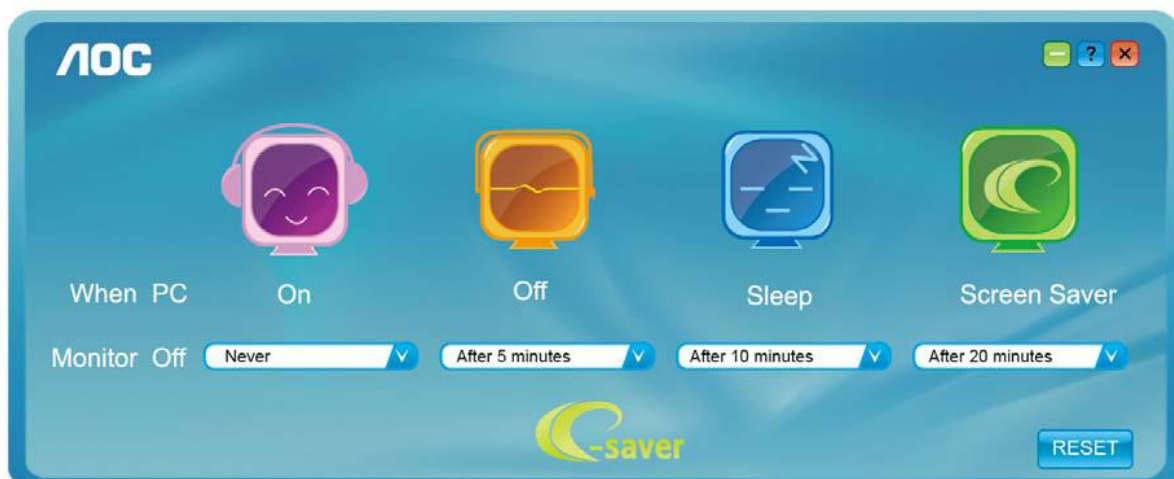 AOC
?
When PC On Off Sleep Screen Saver
Monitor Off Never After 5 minutes After 10 minutes After 20 minutes
e-saver
RESET